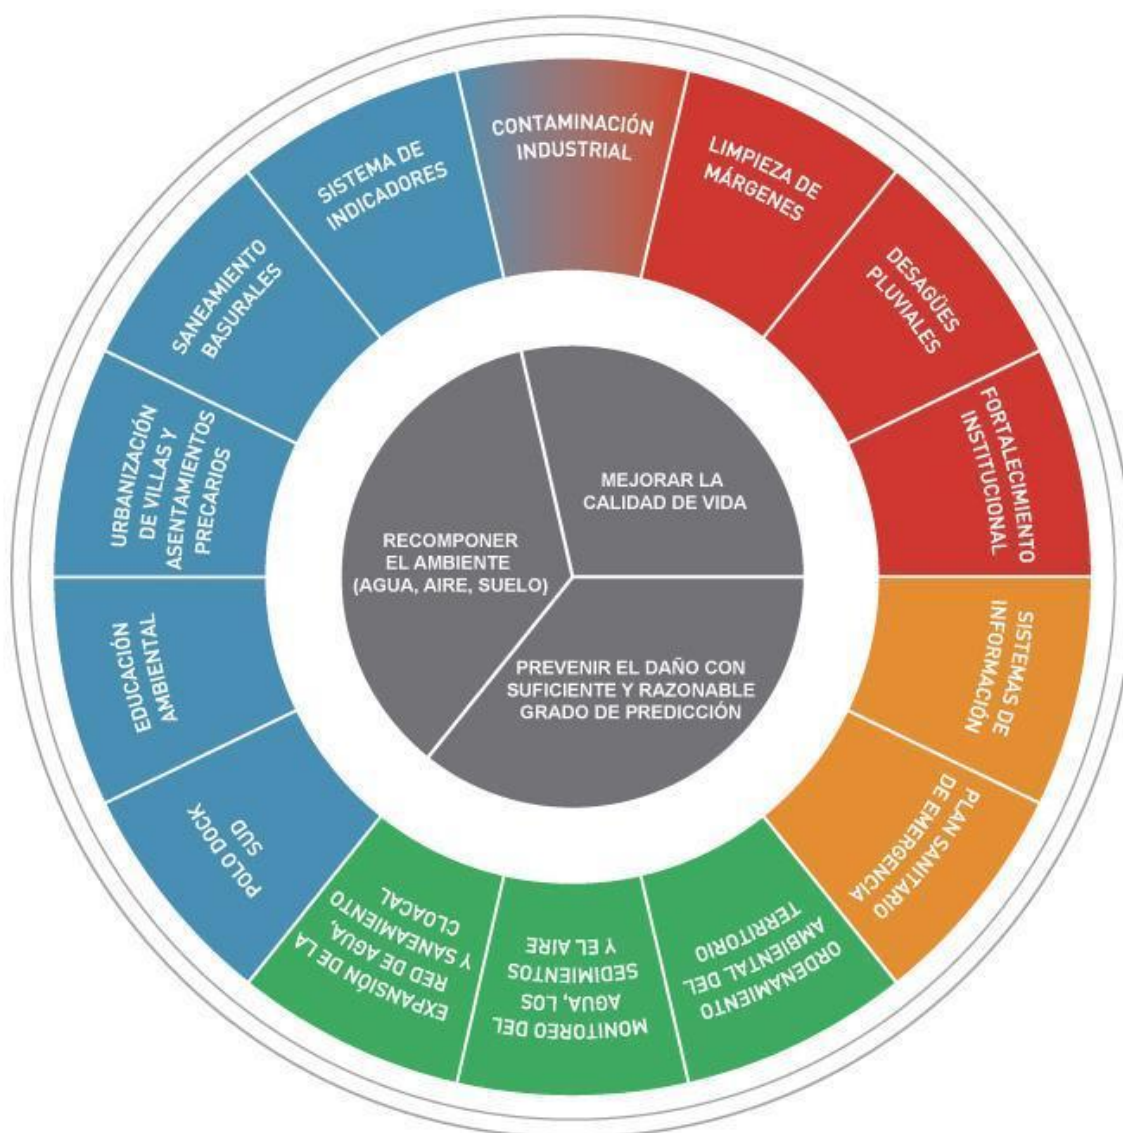 CONTAMINACIÓN
INDUSTRIAL
LIMPIEZA DE
MÁRGENES
DESAGÜES
PLUVIALES
FORTALECIMIENTO
INSTITUCIONAL
SISTEMAS DE
INFORMACIÓN
PLAN SANITARIO
DE EMERGENCIA
ORDENAMIENTO
AMBIENTAL DEL
TERRITORIO
MONITOREO DEL
AGUA, LOS
SEDIMENTOS
Y EL AIRE
EXPANSIÓN DE LA
RED DE AGUA,
Y SANEAMIENTO
CLOACAL
POLO DOCK
SUD
EDUCACIÓN
AMBIENTAL
URBANIZACIÓN
DE VILLAS Y
ASENTAMIENTOS
PRECARIOS
SANEAMIENTO
BASURALES
SISTEMA DE
INDICADORES
MEJORAR LA
CALIDAD DE VIDA
RECOMPONER
EL AMBIENTE
(AGUA, AIRE, SUELO)
PREVENIR EL DAÑO CON
SUFICIENTE Y RAZONABLE
GRADO DE PREDICCIÓN